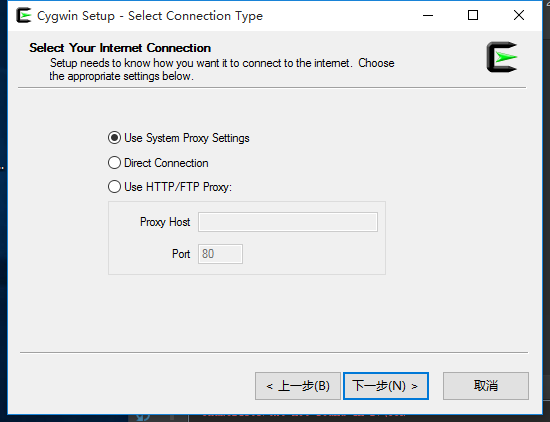 Cygwin Setup - Select Connection Type
Select Your Internet Connection
Setup needs to know how you want it to connect to the internet. Choose
the appropriate settings below.
Use System Proxy Settings
Direct Connection
Use HTTP/FTP Proxy:
Proxy Host
Port 80
< 上一步(B) 下一步(N) > 取消